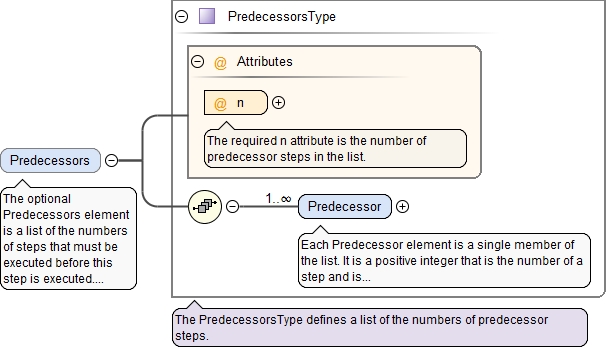 PredecessorsType
@ Attributes
@ n
The required n attribute is the number of
predecessor steps in the list.
Predecessors
The optional
Predecessors element
is a list of the numbers
of steps that must be
executed before this
step is executed....
1..∞
Predecessor
Each Predecessor element is a single member of
the list. It is a positive integer that is the number of a
step and is...
The PredecessorsType defines a list of the numbers of predecessor
steps.